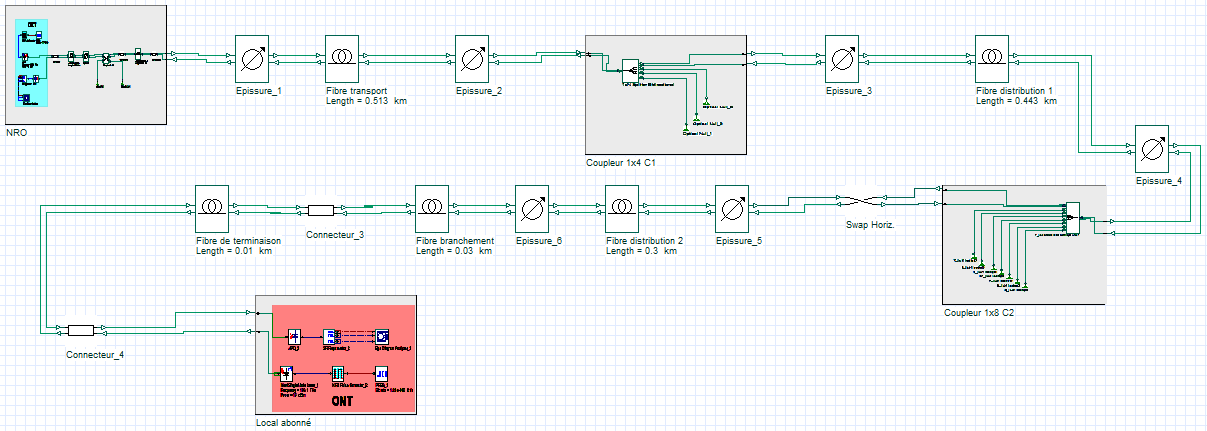 NRO
Epissure_1
Fibre transport
Length = 0.513 km
Epissure_2
Coupleur 1x4 C1
Epissure_3
Fibre distribution 1
Length = 0.443 km
Epissure_4
Fibre de terminaison
Length = 0.01 km
Connecteur_3
Fibre branchement
Length = 0.03 km
Epissure_6
Fibre distribution 2
Length = 0.3 km
Epissure_5
Swap Horiz.
Coupleur 1x8 C2
Connecteur_4
ONT
Local abonné